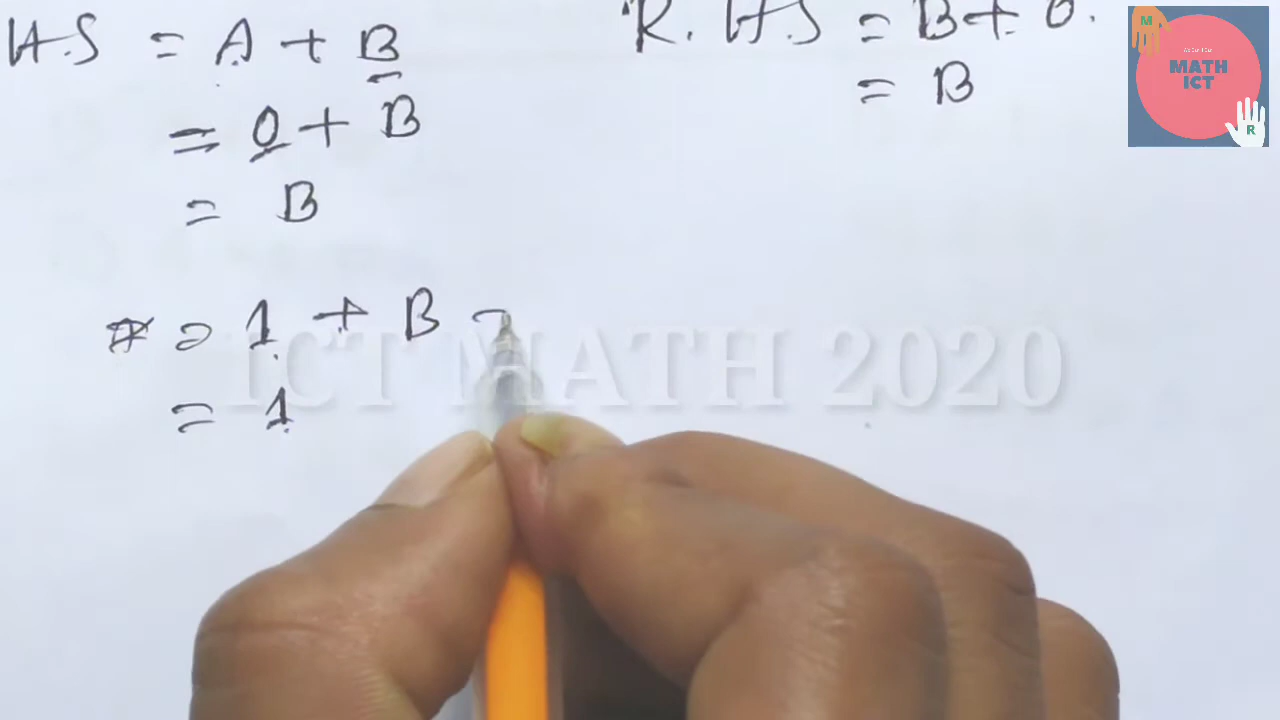 H.S = A + B
= 0 + B
= B
R. H.S = B + 0.
= B
= 1 + B =
= 1
ICT MATH 2020
M
MATH
ICT
R